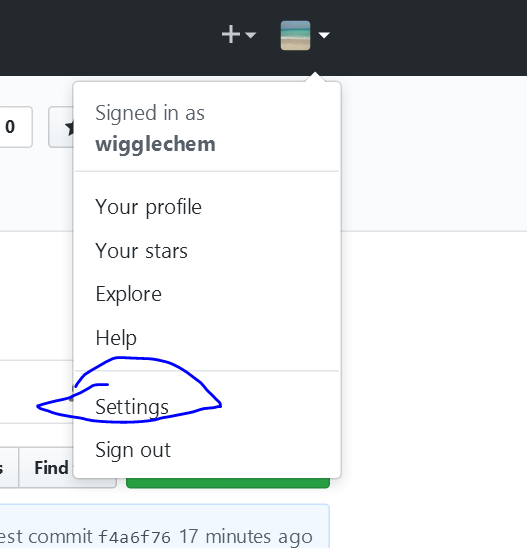 0
Signed in as
wigglechem
Your profile
Your stars
Explore
Help
Settings
Sign out
Find
commit f4a6f76 17 minutes ago